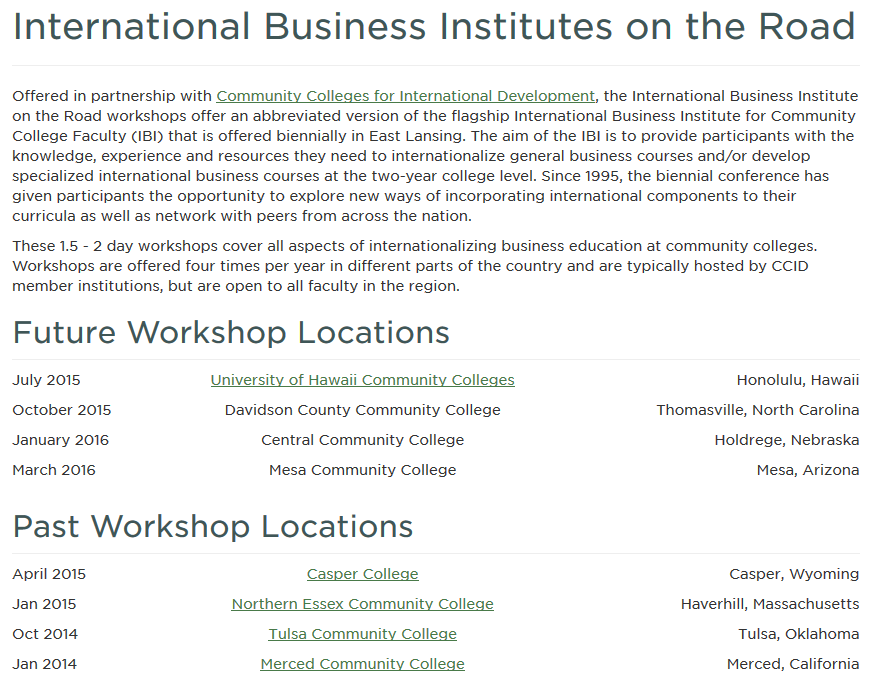 International Business Institutes on the Road
Offered in partnership with Community Colleges for International Development, the International Business Institute
on the Road workshops offer an abbreviated version of the flagship International Business Institute for Community
College Faculty (IBI) that is offered biennially in East Lansing. The aim of the IBI is to provide participants with the
knowledge, experience and resources they need to internationalize general business courses and/or develop
specialized international business courses at the two-year college level. Since 1995, the biennial conference has
given participants the opportunity to explore new ways of incorporating international components to their
curricula as well as network with peers from across the nation.
These 1.5 - 2 day workshops cover all aspects of internationalizing business education at community colleges.
Workshops are offered four times per year in different parts of the country and are typically hosted by CCID
member institutions, but are open to all faculty in the region.
Future Workshop Locations
July 2015 University of Hawaii Community Colleges Honolulu, Hawaii
October 2015 Davidson County Community College Thomasville, North Carolina
January 2016 Central Community College Holdrege, Nebraska
March 2016 Mesa Community College Mesa, Arizona
Past Workshop Locations
April 2015 Casper College Casper, Wyoming
Jan 2015 Northern Essex Community College Haverhill, Massachusetts
Oct 2014 Tulsa Community College Tulsa, Oklahoma
Jan 2014 Merced Community College Merced, California